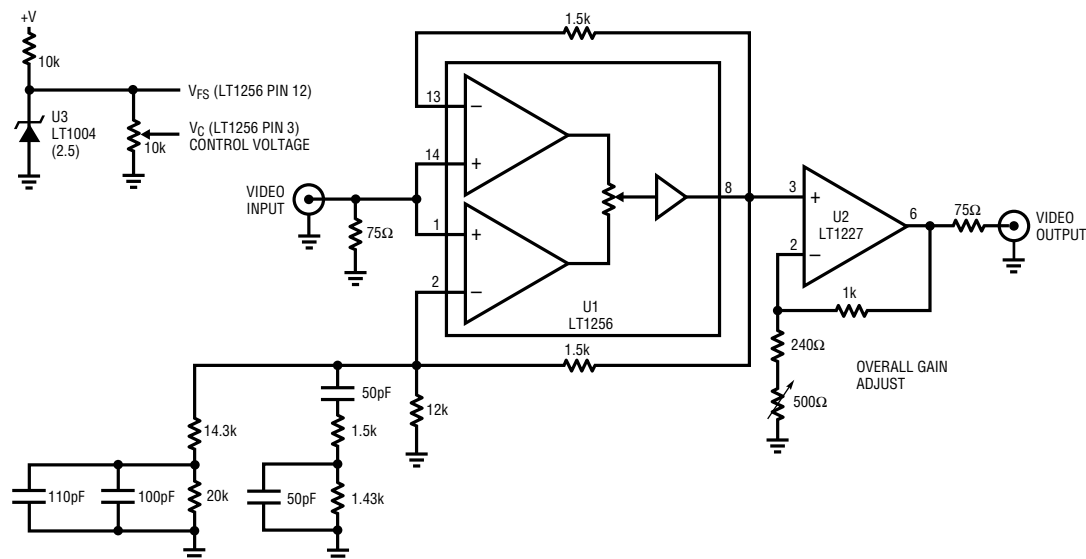 +V
10k
VFS (LT1256 PIN 12)
U3
LT1004
(2.5)
10k
VC (LT1256 PIN 3)
CONTROL VOLTAGE
1.5k
13
−
14
+
VIDEO
INPUT
75Ω
1
+
2
−
8
U1
LT1256
3
+
U2
LT1227
2
−
6
75Ω
VIDEO
OUTPUT
1k
240Ω
500Ω
OVERALL GAIN
ADJUST
1.5k
12k
50pF
1.5k
50pF
1.43k
14.3k
110pF
100pF
20k